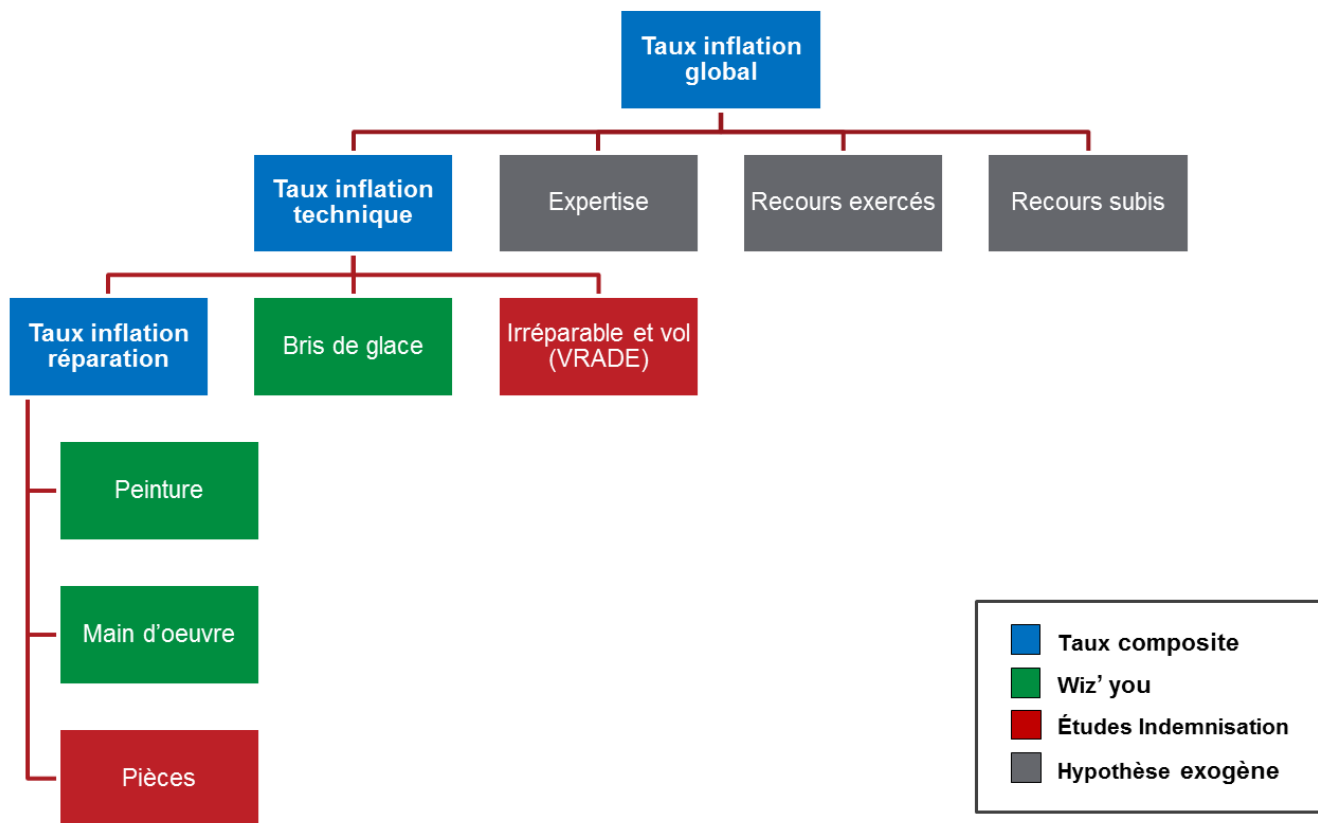 Taux inflation
global
Taux inflation
technique
Expertise
Recours exercés
Recours subis
Taux inflation
réparation
Bris de glace
Irréparable et vol
(VRADE)
Peinture
Main d'oeuvre
Pièces
Taux composite
Wiz' you
Études Indemnisation
Hypothèse exogène